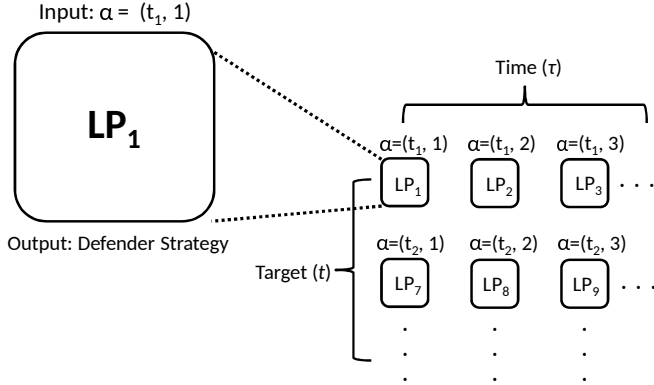 Input: α = (t₁, 1)
LP₁
Output: Defender Strategy
Time (τ)
α=(t₁, 1) α=(t₁, 2) α=(t₁, 3)
LP₁ LP₂ LP₃ . . .
Target (t)
α=(t₂, 1) α=(t₂, 2) α=(t₂, 3)
LP₇ LP₈ LP₉ . . .